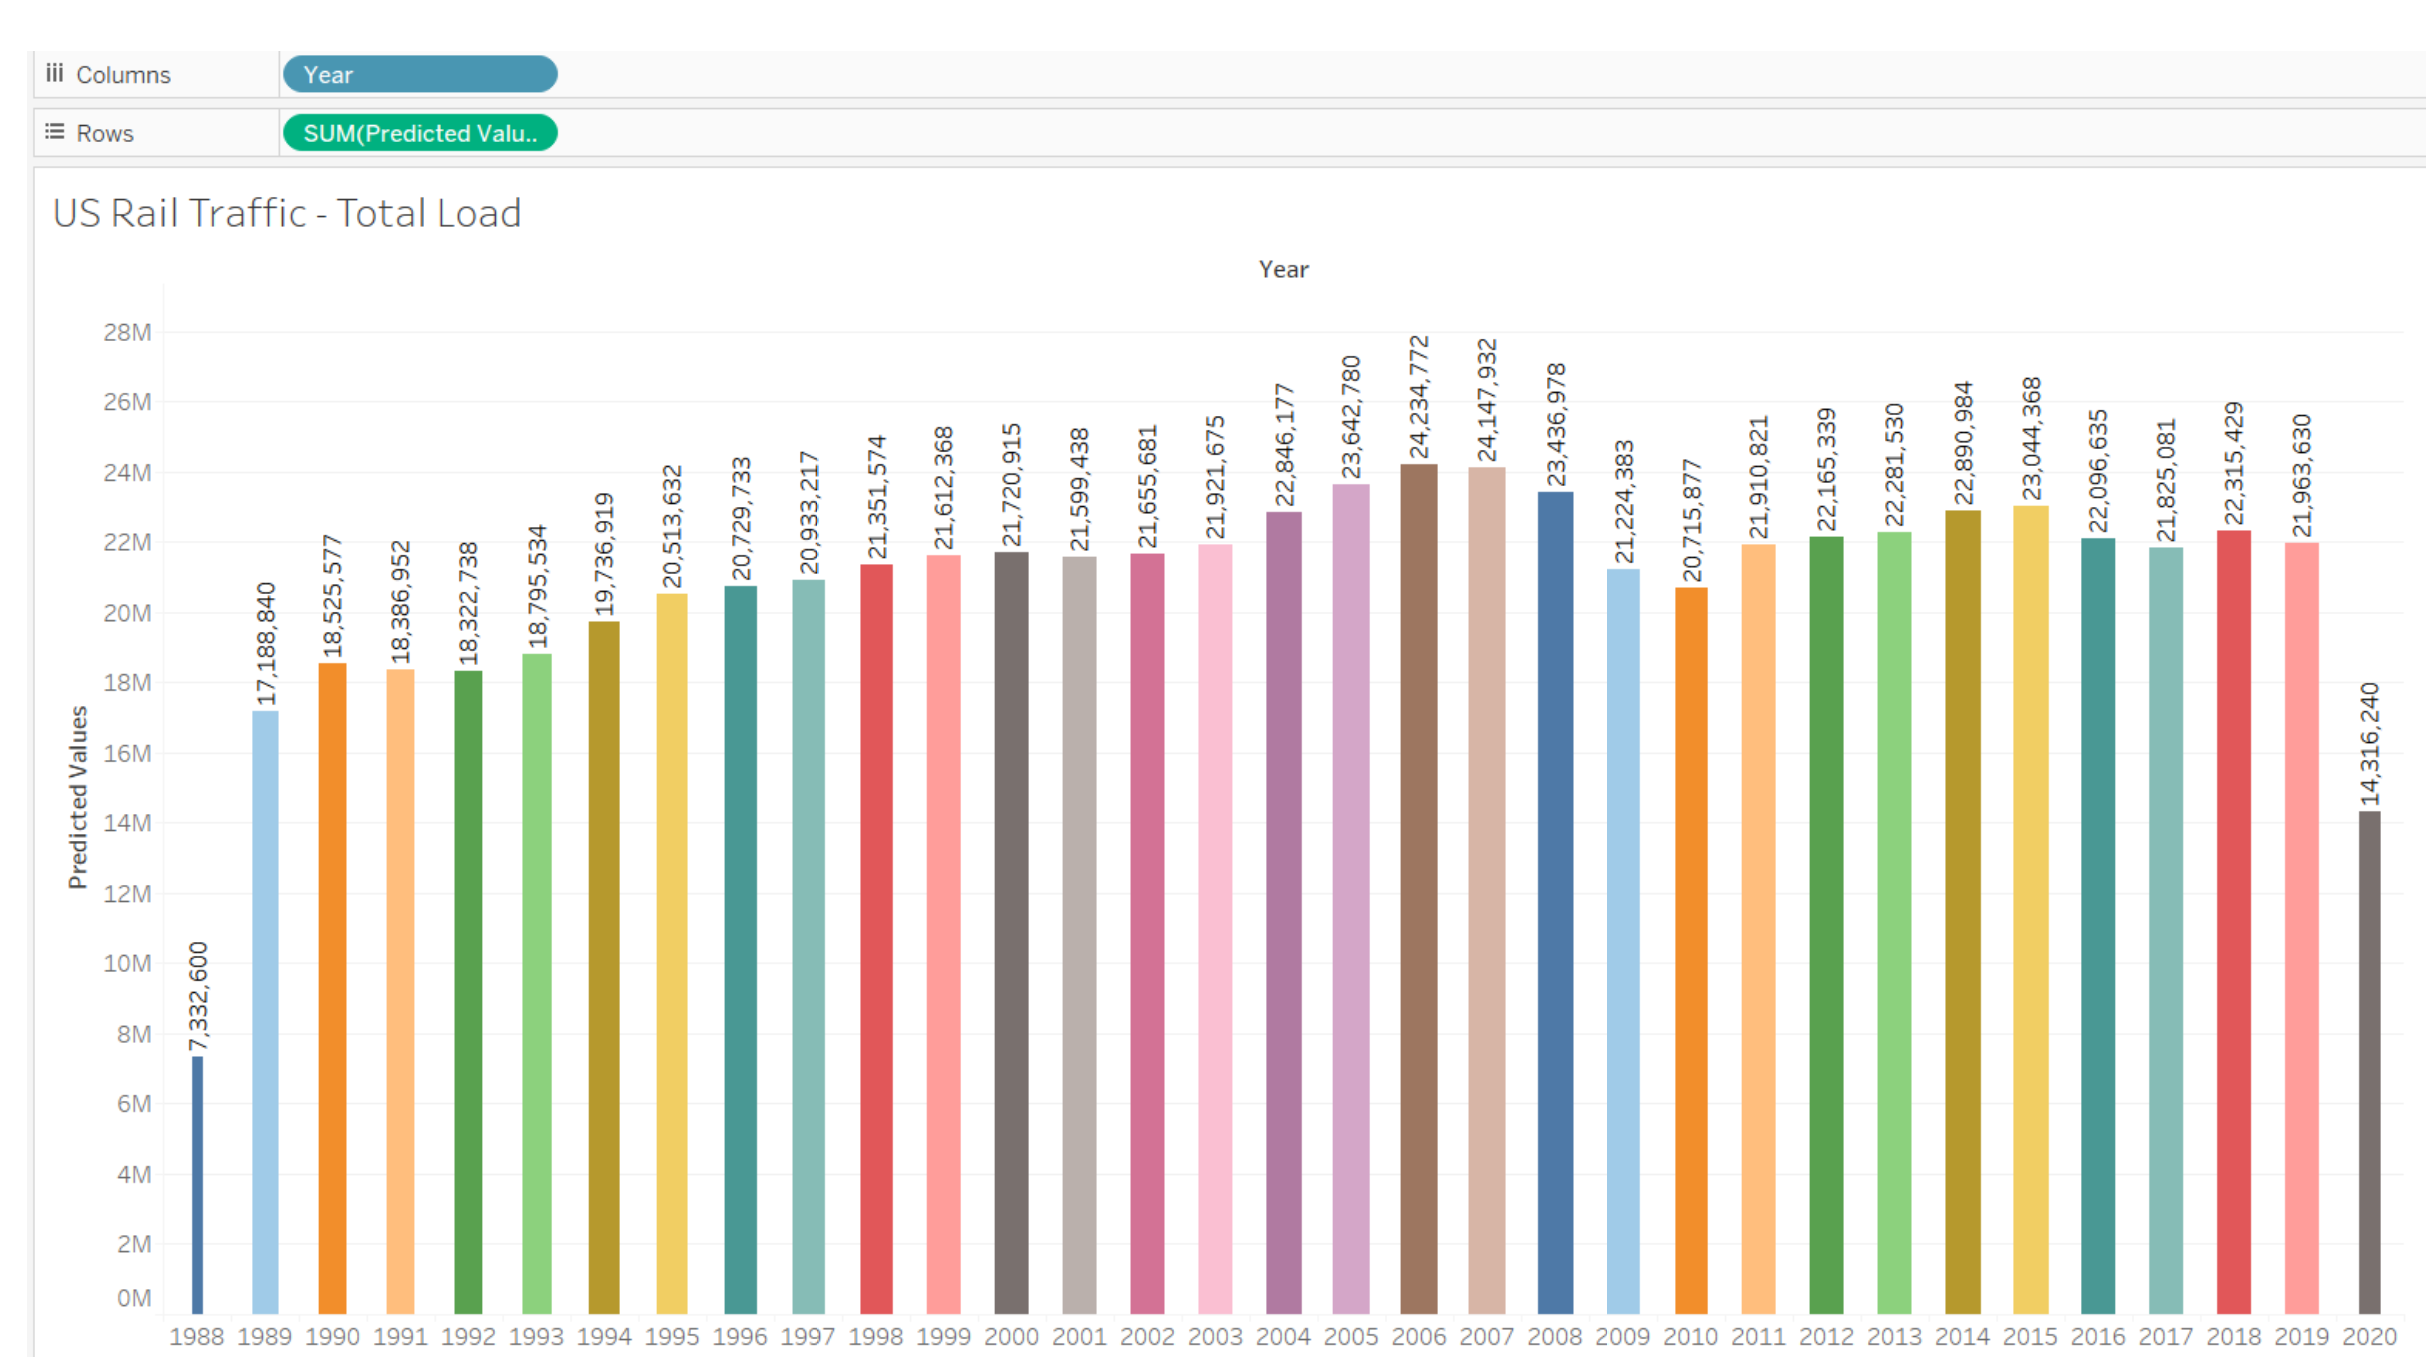 Columns Year
Rows SUM(Predicted Valu..
US Rail Traffic - Total Load
Year
Predicted Values
28M
26M
24M
22M
20M
18M
16M
14M
12M
10M
8M
6M
4M
2M
0M
7,332,600
17,188,840
18,525,577
18,386,952
18,322,738
18,795,534
19,736,919
20,513,632
20,729,733
20,933,217
21,351,574
21,612,368
21,720,915
21,599,438
21,655,681
21,921,675
22,846,177
23,642,780
24,234,772
24,147,932
23,436,978
21,224,383
20,715,877
21,910,821
22,165,339
22,281,530
22,890,984
23,044,368
22,096,635
21,825,081
22,315,429
21,963,630
14,316,240
1988 1989 1990 1991 1992 1993 1994 1995 1996 1997 1998 1999 2000 2001 2002 2003 2004 2005 2006 2007 2008 2009 2010 2011 2012 2013 2014 2015 2016 2017 2018 2019 2020